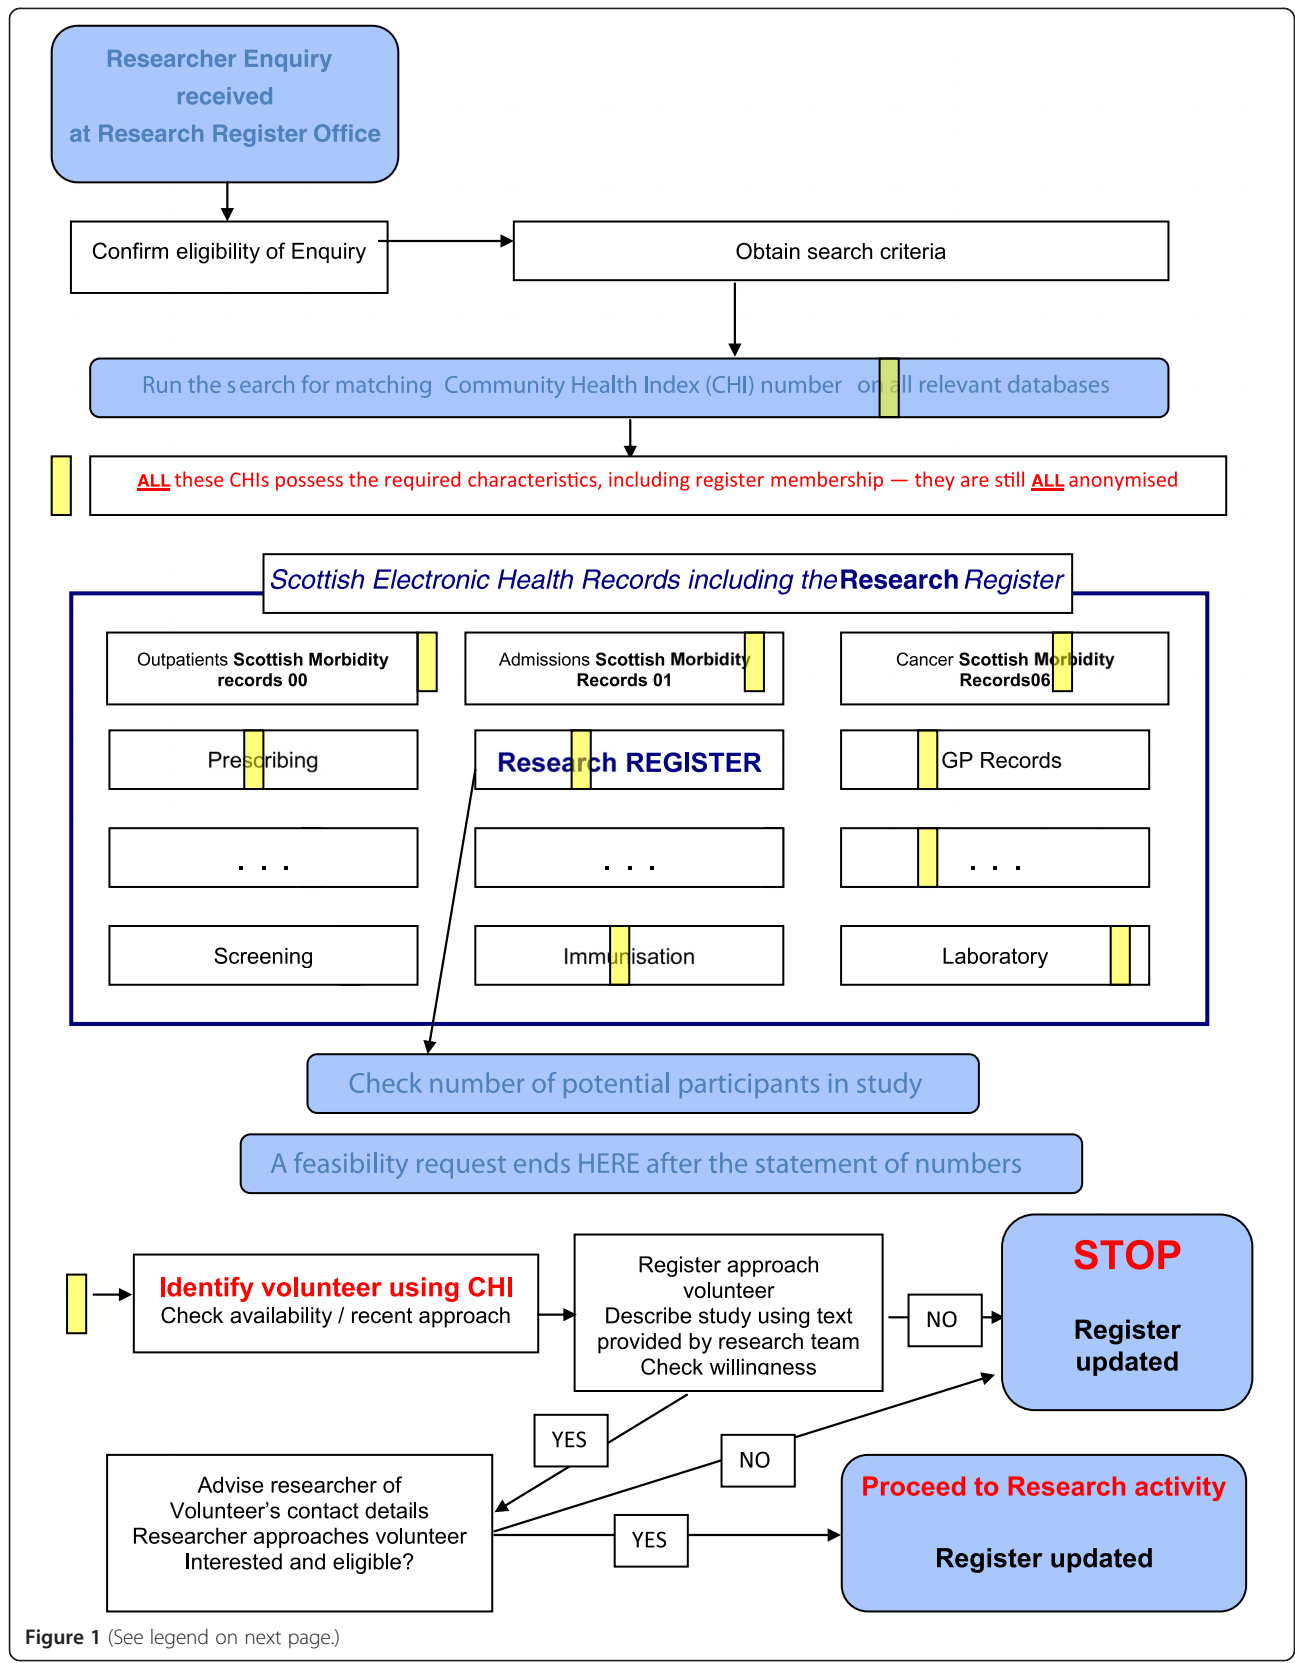 Researcher Enquiry
received
at Research Register Office
Confirm eligibility of Enquiry
Obtain search criteria
Run the search for matching Community Health Index (CHI) number on all relevant databases
ALL these CHIs possess the required characteristics, including register membership — they are still ALL anonymised
Scottish Electronic Health Records including the Research Register
Outpatients Scottish Morbidity
records 00
Admissions Scottish Morbidity
Records 01
Cancer Scottish Morbidity
Records06
Prescribing
Research REGISTER
GP Records
. . .
. . .
. . .
Screening
Immunisation
Laboratory
Check number of potential participants in study
A feasibility request ends HERE after the statement of numbers
Identify volunteer using CHI
Check availability / recent approach
Register approach
volunteer
Describe study using text
provided by research team
Check willingness
NO
STOP
Register
updated
YES
NO
Advise researcher of
Volunteer's contact details
Researcher approaches volunteer
Interested and eligible?
YES
Proceed to Research activity
Register updated
Figure 1 (See legend on next page.)